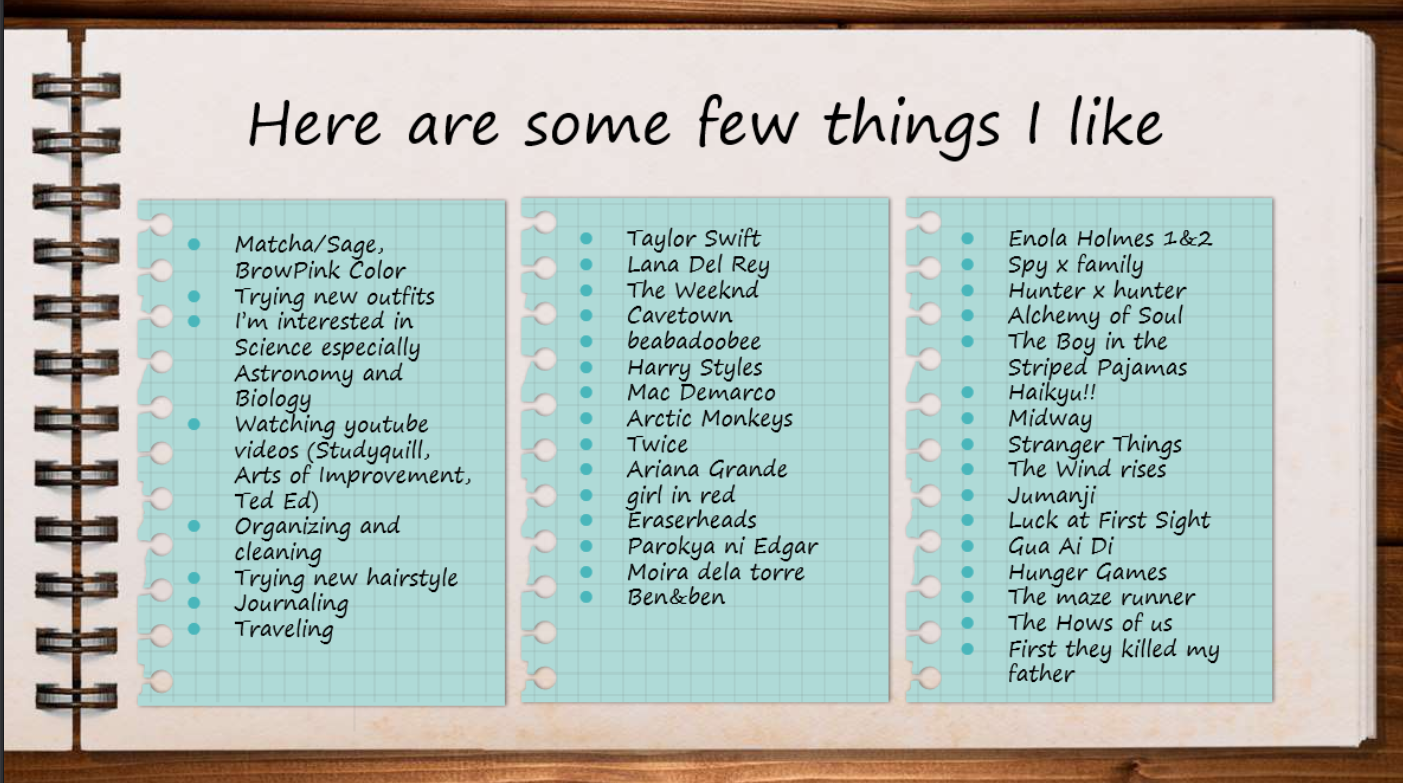 Here are some few things I like
Matcha/Sage,
BrowPink Color
Trying new outfits
I'm interested in
Science especially
Astronomy and
Biology
Watching youtube
videos (Studyquill,
Arts of Improvement,
Ted Ed)
Organizing and
cleaning
Trying new hairstyle
Journaling
Traveling
Taylor Swift
Lana Del Rey
The Weeknd
Cavetown
beabadoobee
Harry Styles
Mac Demarco
Arctic Monkeys
Twice
Ariana Grande
girl in red
Eraserheads
Parokya ni Edgar
Moira dela torre
Ben&ben
Enola Holmes 1&2
Spy x family
Hunter x hunter
Alchemy of Soul
The Boy in the
Striped Pajamas
Haikyu!!
Midway
Stranger Things
The Wind rises
Jumanji
Luck at First Sight
Gua Ai Di
Hunger Games
The maze runner
The Hows of us
First they killed my
father